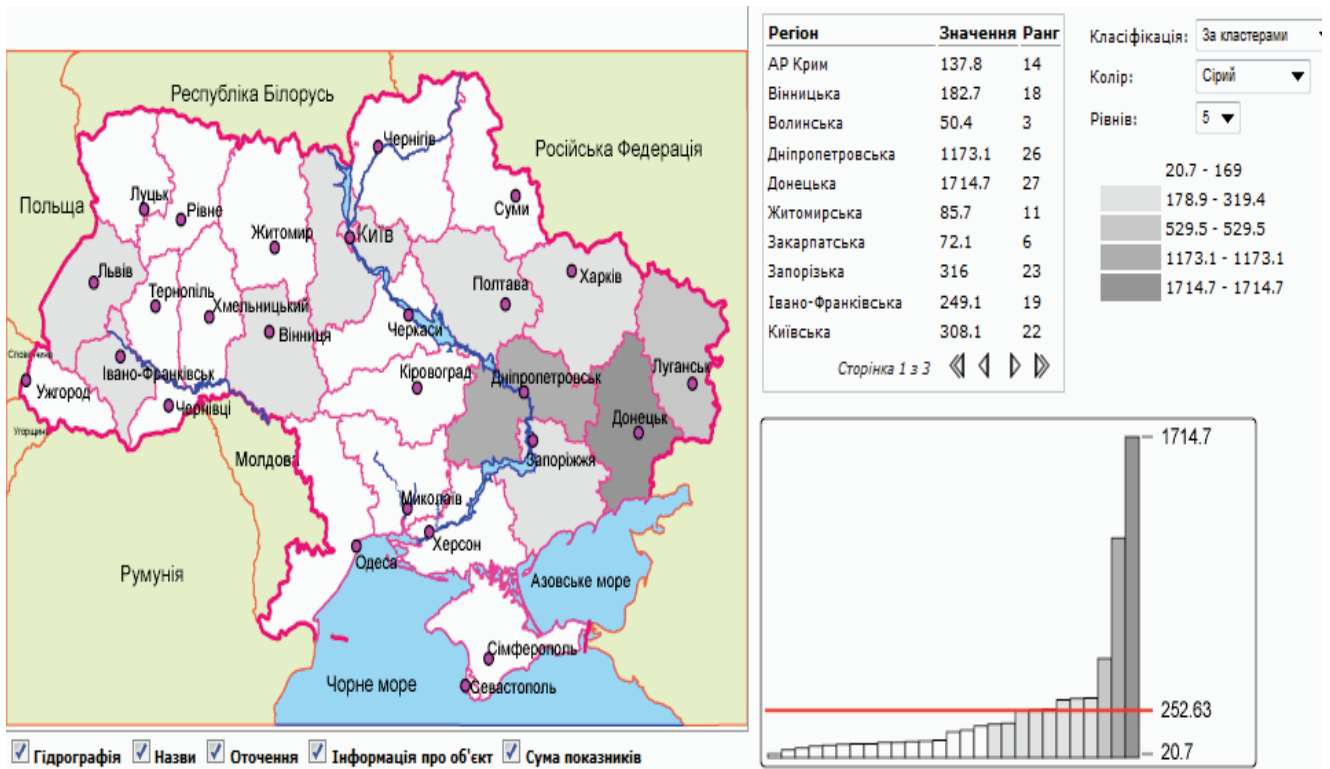 Республіка Білорусь
Російська Федерація
Польща
Чернігів
Луцьк
Рівне
Суми
Житомир
Київ
Львів
Тернопіль
Хмельницький
Полтава
Харків
Вінниця
Черкаси
Івано-Франківськ
Ужгород
Чернівці
Кіровоград
Дніпропетровськ
Луганськ
Донецьк
Запоріжжя
Молдова
Миколаїв
Херсон
Одеса
Румунія
Азовське море
Сімферополь
Чорне море
Севастополь
Гідрографія Назви Оточення Інформація про об'єкт Сума показників
Регіон Значення Ранг
АР Крим 137.8 14
Вінницька 182.7 18
Волинська 50.4 3
Дніпропетровська 1173.1 26
Донецька 1714.7 27
Житомирська 85.7 11
Закарпатська 72.1 6
Запорізька 316 23
Івано-Франківська 249.1 19
Київська 308.1 22
Сторінка 1 з 3
Класіфікація: За кластерами
Колір: Сірий
Рівнів: 5
20.7 - 169
178.9 - 319.4
529.5 - 529.5
1173.1 - 1173.1
1714.7 - 1714.7
1714.7
252.63
20.7